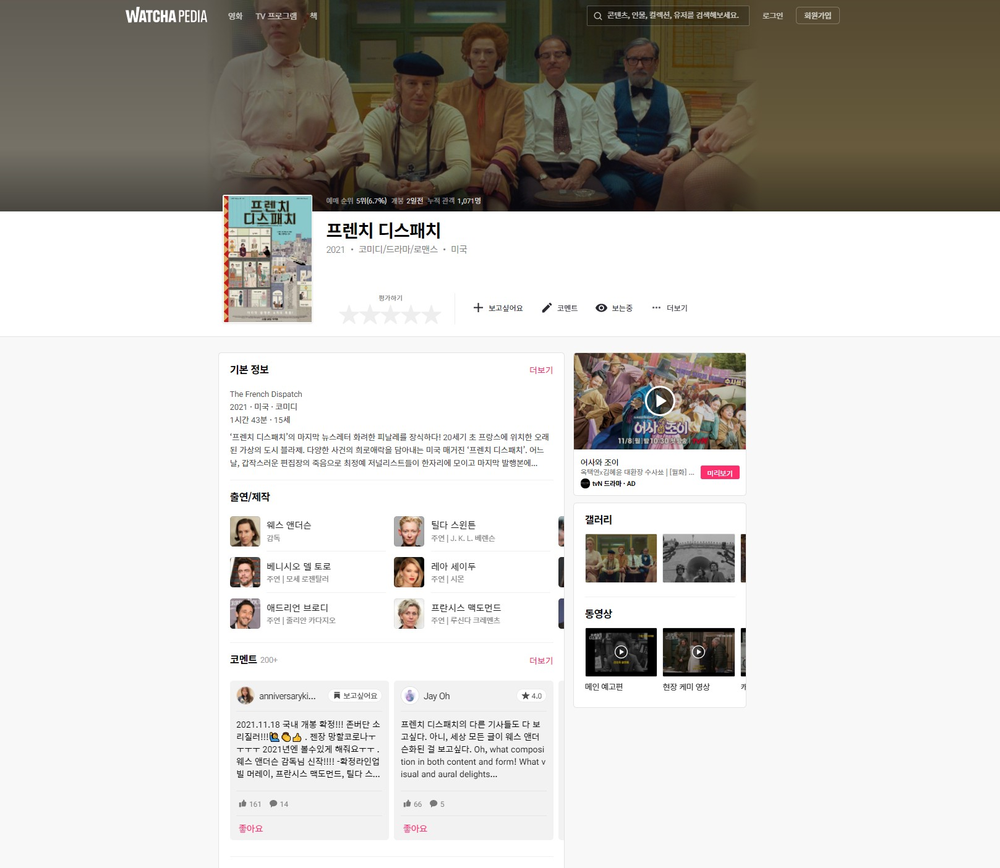 WATCHA PEDIA 영화 TV 프로그램 책 콘텐츠, 인물, 컬렉션, 유저를 검색해보세요. 로그인 회원가입
예매 순위 5위(6.7%) 개봉 2일전 누적 관객 1,071명
프렌치
디스패치
프렌치 디스패치
2021 • 코미디/드라마/로맨스 • 미국
평가하기
보고싶어요 코멘트 보는중 더보기
기본 정보 더보기
The French Dispatch
2021 · 미국 · 코미디
1시간 43분 · 15세
‘프렌치 디스패치’의 마지막 뉴스레터 화려한 피날레를 장식하다! 20세기 초 프랑스에 위치한 오래
된 가상의 도시 블라제. 다양한 사건의 희로애락을 담아내는 미국 매거진 ‘프렌치 디스패치’. 어느
날, 갑작스러운 편집장의 죽음으로 최정예 저널리스트들이 한자리에 모이고 마지막 발행본에...
출연/제작
웨스 앤더슨
감독
틸다 스윈튼
주연 | J. K. L. 베렌슨
베니시오 델 토로
주연 | 모세 로젠탈러
레아 세이두
주연 | 시몬
애드리언 브로디
주연 | 줄리안 카다지오
프란시스 맥도먼드
주연 | 루신다 크레멘츠
코멘트 200+ 더보기
anniversaryki... 보고싶어요
2021.11.18 국내 개봉 확정!!! 존버단 소
리질러!!!🙋👏👍 . 젠장 망할코로나ㅜ
ㅜㅜㅜ 2021년엔 볼수있게 해줘요ㅜㅜ .
웨스 앤더슨 감독님 신작!!!! -확정라인업
빌 머레이, 프란시스 맥도먼드, 틸다 스...
161 14
좋아요
Jay Oh ★ 4.0
프렌치 디스패치의 다른 기사들도 다 보
고싶다. 아니, 세상 모든 글이 웨스 앤더
슨화된 걸 보고싶다. Oh, what composi
tion in both content and form! What v
isual and aural delights...
66 5
좋아요
수사쑈!
어사와조이
11/8[월] 밤 10:30 첫방송 | tvN
어사와 조이
옥택연x김혜윤 대환장 수사쑈 | [월화] ...
미리보기
tvN 드라마 · AD
갤러리
동영상
프렌치
디스패치
프렌치
디스패치
메인 예고편
현장 케미 영상